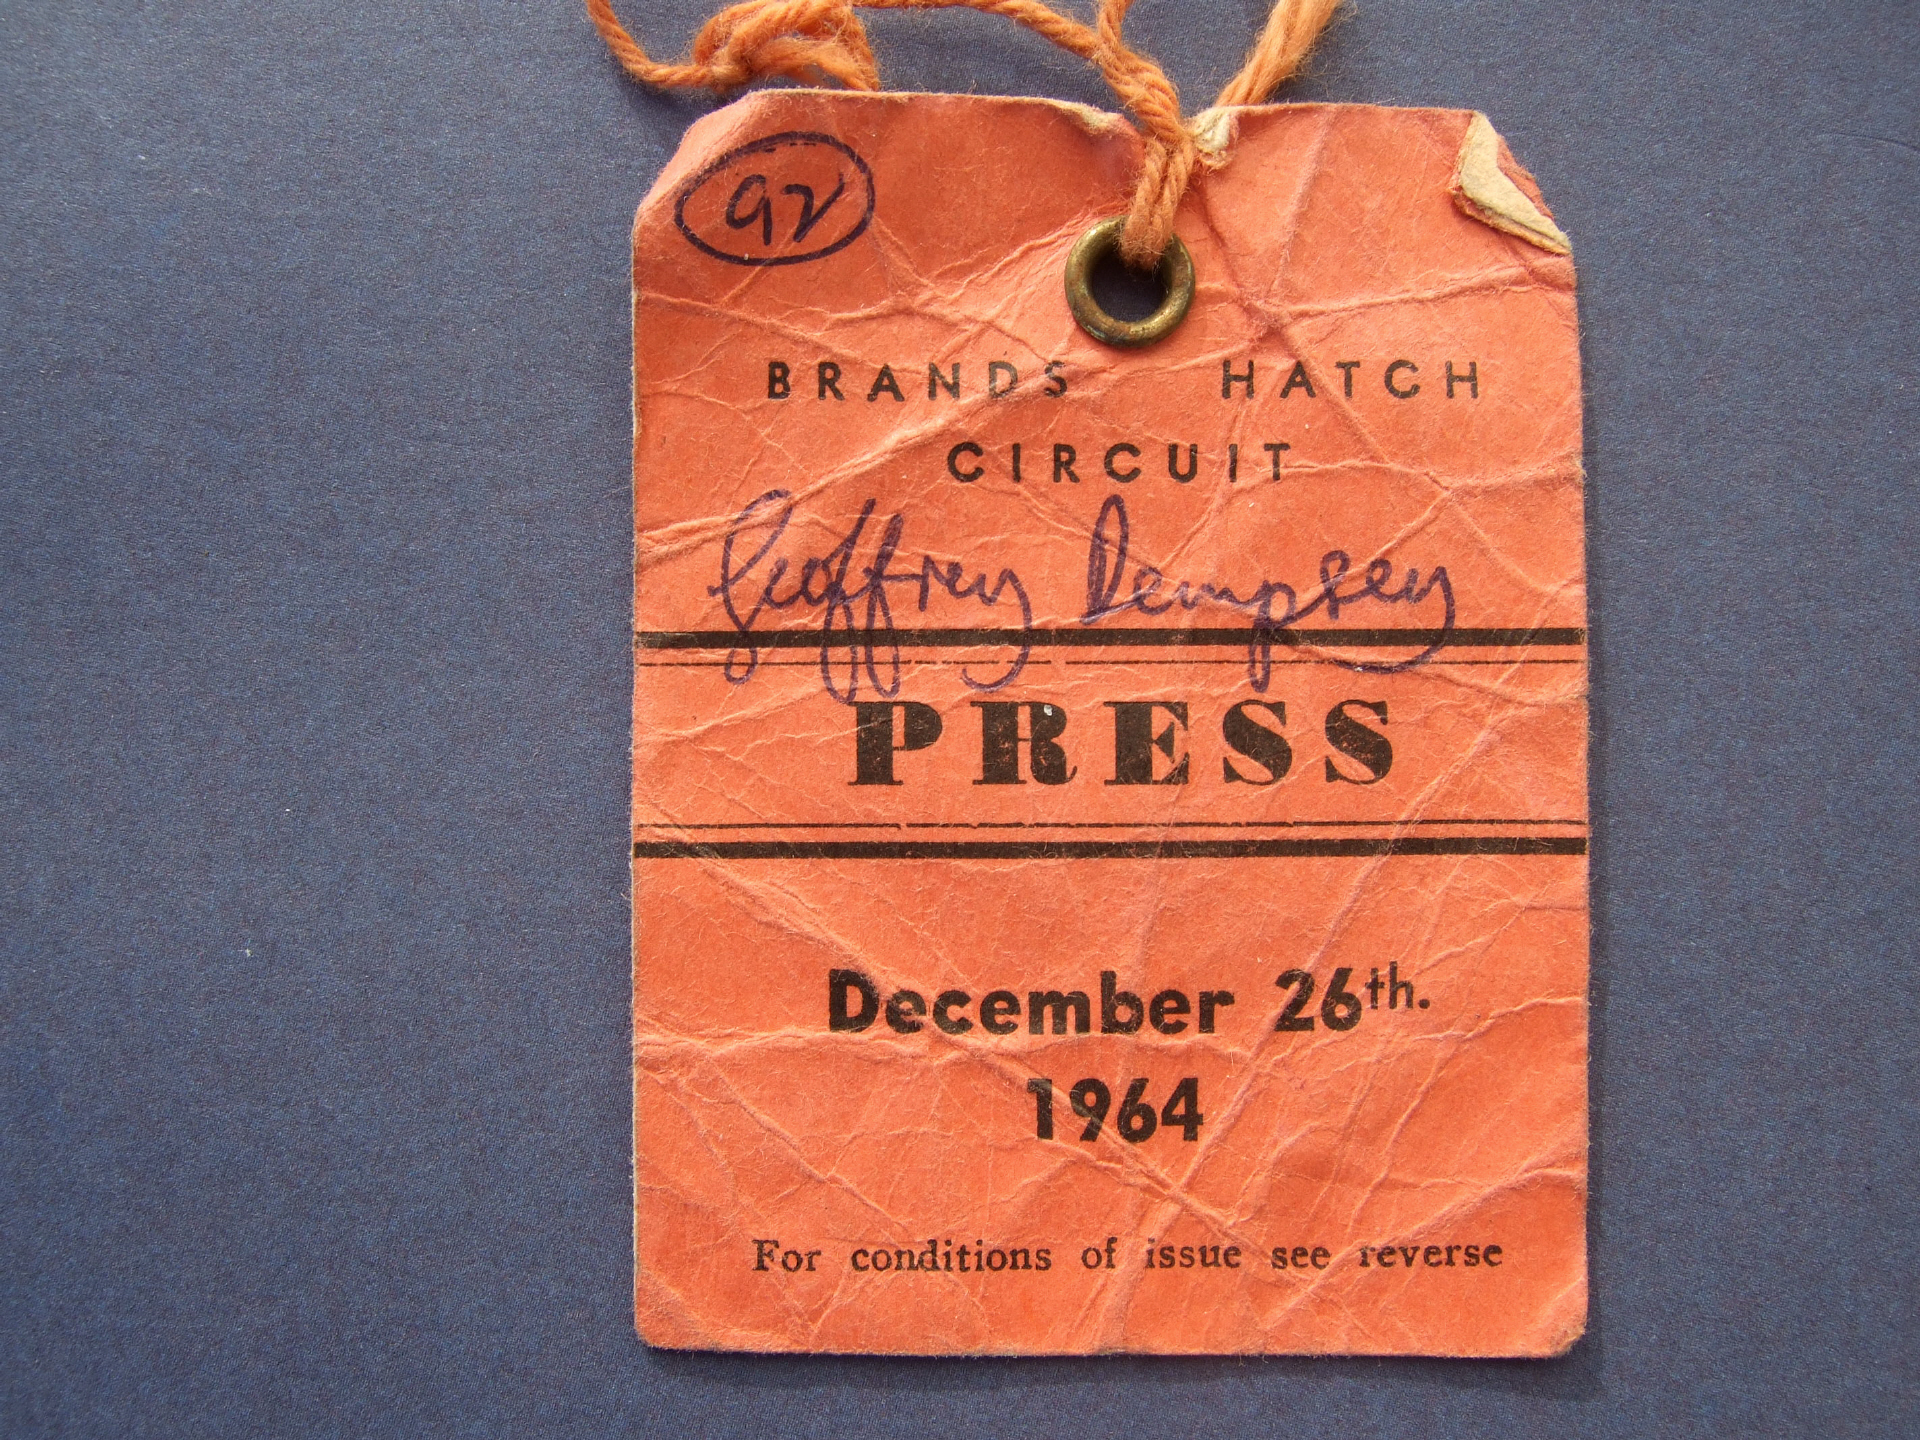 92
BRANDS HATCH
CIRCUIT
Geoffrey Dempsey
PRESS
December 26th.
1964
For conditions of issue see reverse